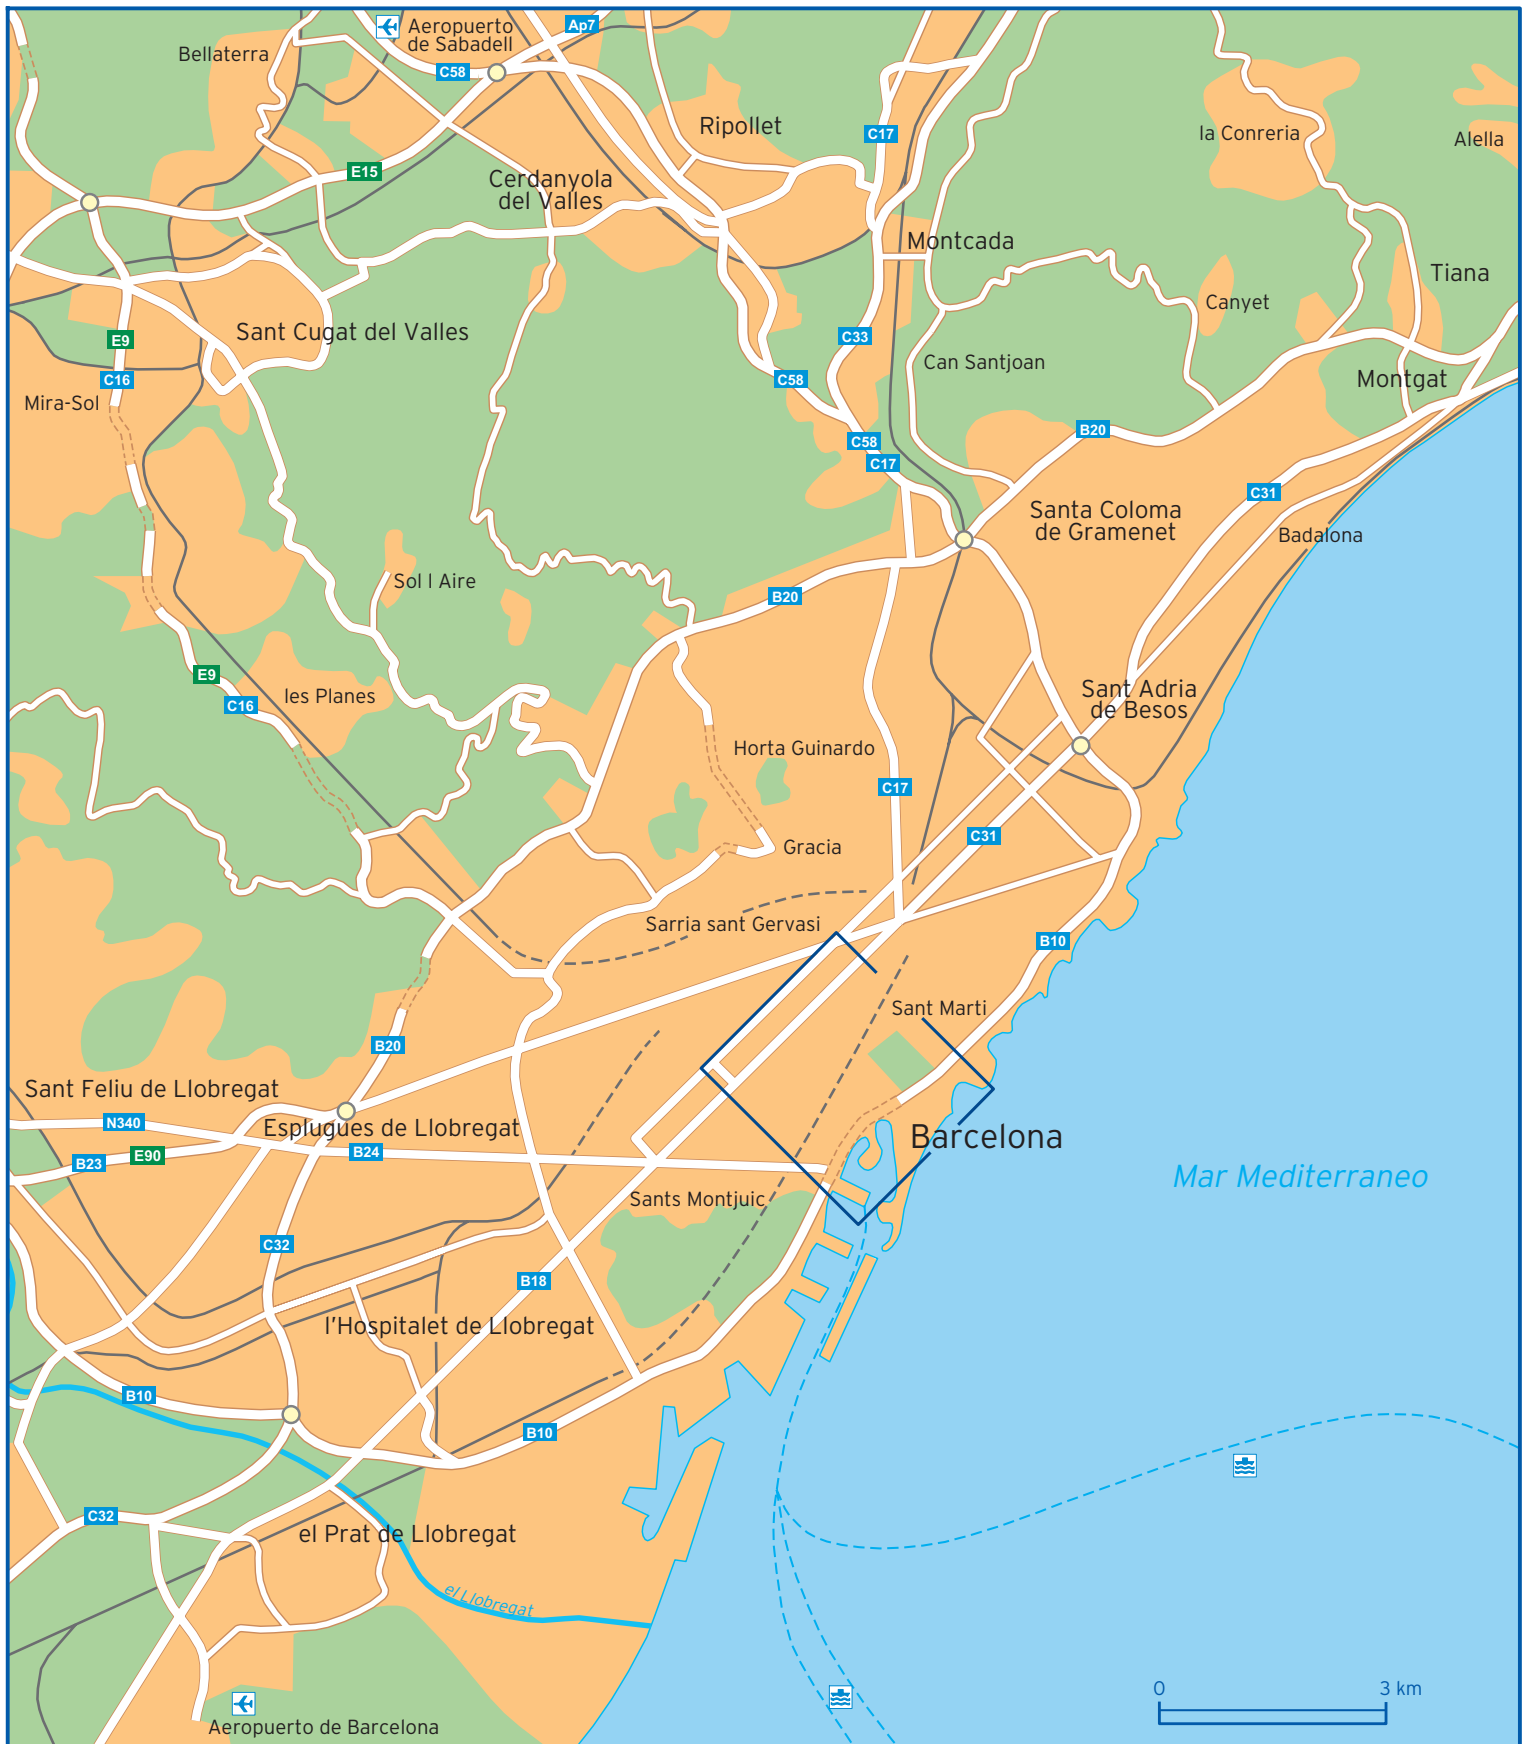 Aeropuerto
de Sabadell
Ap7
Bellaterra
C58
Ripollet
C17
la Conreria
Alella
E15
Cerdanyola
del Valles
Montcada
Tiana
Canyet
Sant Cugat del Valles
E9
C33
Can Santjoan
C16
C58
Montgat
Mira-Sol
B20
C58
C17
C31
Santa Coloma
de Gramenet
Badalona
Sol l Aire
B20
E9
les Planes
C16
Sant Adria
de Besos
Horta Guinardo
C17
C31
Gracia
Sarria sant Gervasi
B10
Sant Marti
B20
Sant Feliu de Llobregat
N340
Esplugues de Llobregat
Barcelona
B23
E90
B24
Mar Mediterraneo
Sants Montjuic
C32
B18
l'Hospitalet de Llobregat
B10
B10
C32
el Prat de Llobregat
el Llobregat
0
3 km
Aeropuerto de Barcelona